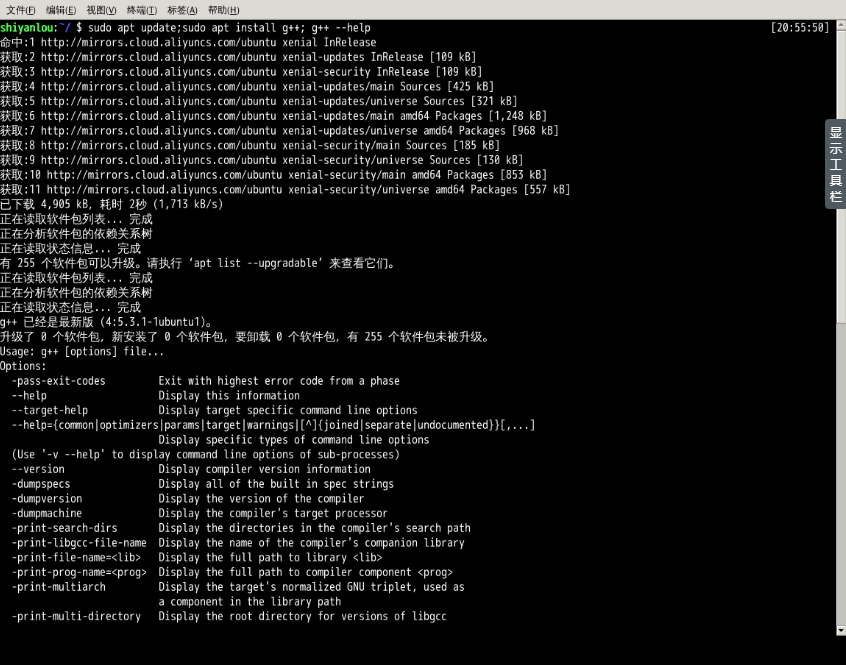 文件(F) 编辑(E) 视图(V) 终端(T) 标签(A) 帮助(H)
shiyanlou:~/ $ sudo apt update;sudo apt install g++; g++ --help [20:55:50]
命中:1 http://mirrors.cloud.aliyuncs.com/ubuntu xenial InRelease
获取:2 http://mirrors.cloud.aliyuncs.com/ubuntu xenial-updates InRelease [109 kB]
获取:3 http://mirrors.cloud.aliyuncs.com/ubuntu xenial-security InRelease [109 kB]
获取:4 http://mirrors.cloud.aliyuncs.com/ubuntu xenial-updates/main Sources [425 kB]
获取:5 http://mirrors.cloud.aliyuncs.com/ubuntu xenial-updates/universe Sources [321 kB]
获取:6 http://mirrors.cloud.aliyuncs.com/ubuntu xenial-updates/main amd64 Packages [1,248 kB]
获取:7 http://mirrors.cloud.aliyuncs.com/ubuntu xenial-updates/universe amd64 Packages [968 kB]
获取:8 http://mirrors.cloud.aliyuncs.com/ubuntu xenial-security/main Sources [185 kB]
获取:9 http://mirrors.cloud.aliyuncs.com/ubuntu xenial-security/universe Sources [130 kB]
获取:10 http://mirrors.cloud.aliyuncs.com/ubuntu xenial-security/main amd64 Packages [853 kB]
获取:11 http://mirrors.cloud.aliyuncs.com/ubuntu xenial-security/universe amd64 Packages [557 kB]
已下载 4,905 kB, 耗时 2秒 (1,713 kB/s)
正在读取软件包列表... 完成
正在分析软件包的依赖关系树
正在读取状态信息... 完成
有 255 个软件包可以升级。请执行 ‘apt list --upgradable’ 来查看它们。
正在读取软件包列表... 完成
正在分析软件包的依赖关系树
正在读取状态信息... 完成
g++ 已经是最新版 (4:5.3.1-1ubuntu1)。
升级了 0 个软件包，新安装了 0 个软件包，要卸载 0 个软件包，有 255 个软件包未被升级。
Usage: g++ [options] file...
Options:
  -pass-exit-codes         Exit with highest error code from a phase
  --help                   Display this information
  --target-help            Display target specific command line options
  --help={common|optimizers|params|target|warnings|[^]{joined|separate|undocumented}}[,...]
                           Display specific types of command line options
  (Use '-v --help' to display command line options of sub-processes)
  --version                Display compiler version information
  -dumpspecs               Display all of the built in spec strings
  -dumpversion             Display the version of the compiler
  -dumpmachine             Display the compiler's target processor
  -print-search-dirs       Display the directories in the compiler's search path
  -print-libgcc-file-name  Display the name of the compiler's companion library
  -print-file-name=<lib>   Display the full path to library <lib>
  -print-prog-name=<prog>  Display the full path to compiler component <prog>
  -print-multiarch         Display the target's normalized GNU triplet, used as
                           a component in the library path
  -print-multi-directory   Display the root directory for versions of libgcc
显示工具栏